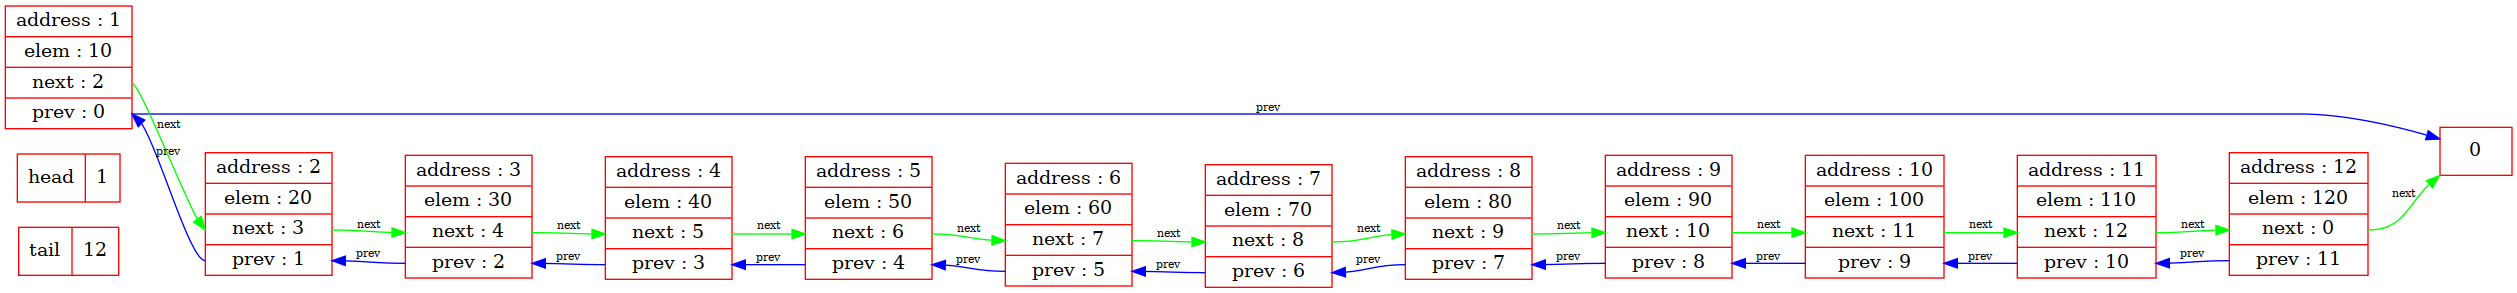 address : 1
elem : 10
next : 2
prev : 0
head 1
tail 12
next
prev
prev
address : 2
elem : 20
next : 3
prev : 1
next
prev
address : 3
elem : 30
next : 4
prev : 2
next
prev
address : 4
elem : 40
next : 5
prev : 3
next
prev
address : 5
elem : 50
next : 6
prev : 4
next
prev
address : 6
elem : 60
next : 7
prev : 5
next
prev
address : 7
elem : 70
next : 8
prev : 6
next
prev
address : 8
elem : 80
next : 9
prev : 7
next
prev
address : 9
elem : 90
next : 10
prev : 8
next
prev
address : 10
elem : 100
next : 11
prev : 9
next
prev
address : 11
elem : 110
next : 12
prev : 10
next
prev
address : 12
elem : 120
next : 0
prev : 11
next
0